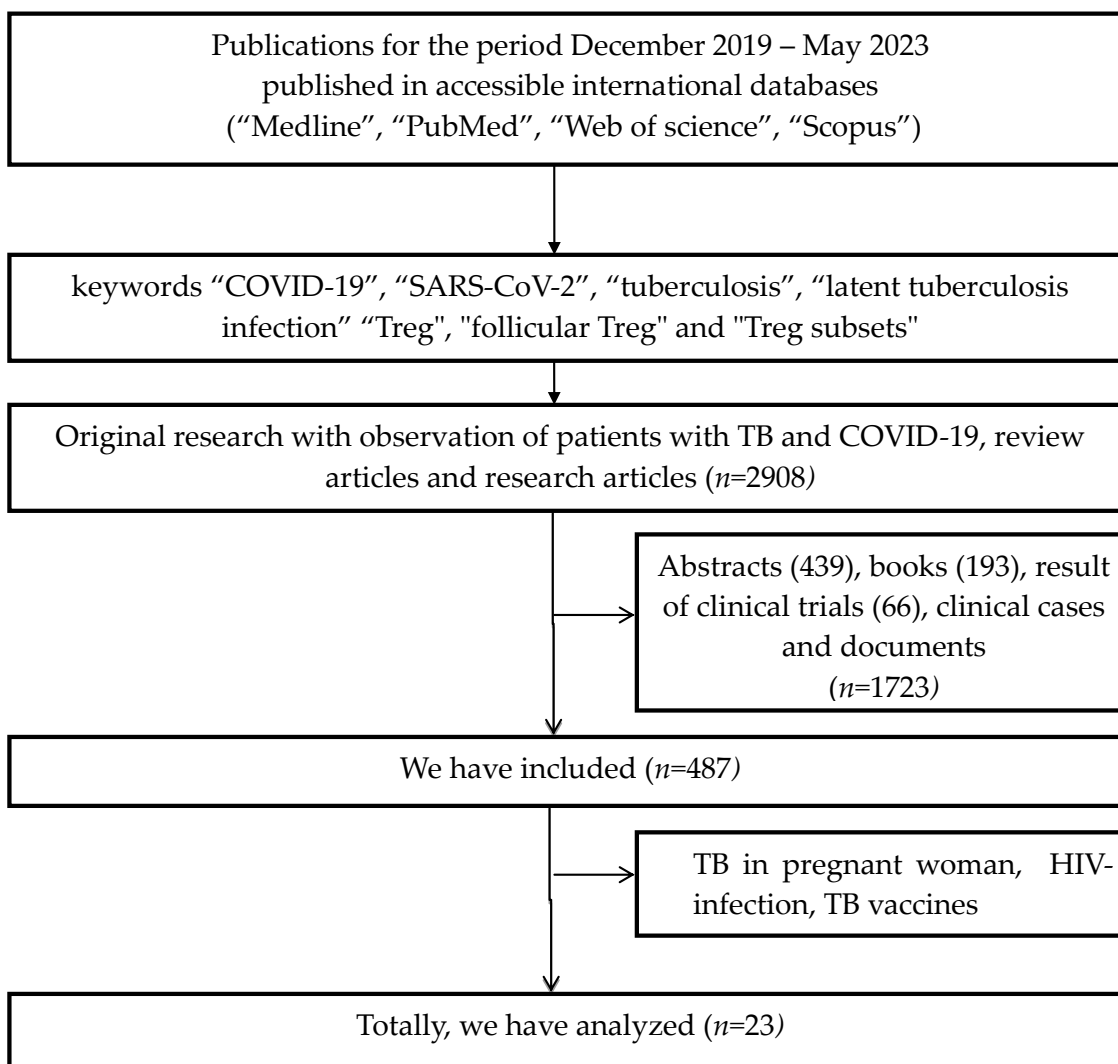 Publications for the period December 2019 – May 2023
published in accessible international databases
(“Medline”, “PubMed”, “Web of science”, “Scopus”)
keywords “COVID-19”, “SARS-CoV-2”, “tuberculosis”, “latent tuberculosis
infection” “Treg", "follicular Treg" and "Treg subsets"
Original research with observation of patients with TB and COVID-19, review
articles and research articles (n=2908)
Abstracts (439), books (193), result
of clinical trials (66), clinical cases
and documents
(n=1723)
We have included (n=487)
TB in pregnant woman, HIV-
infection, TB vaccines
Totally, we have analyzed (n=23)